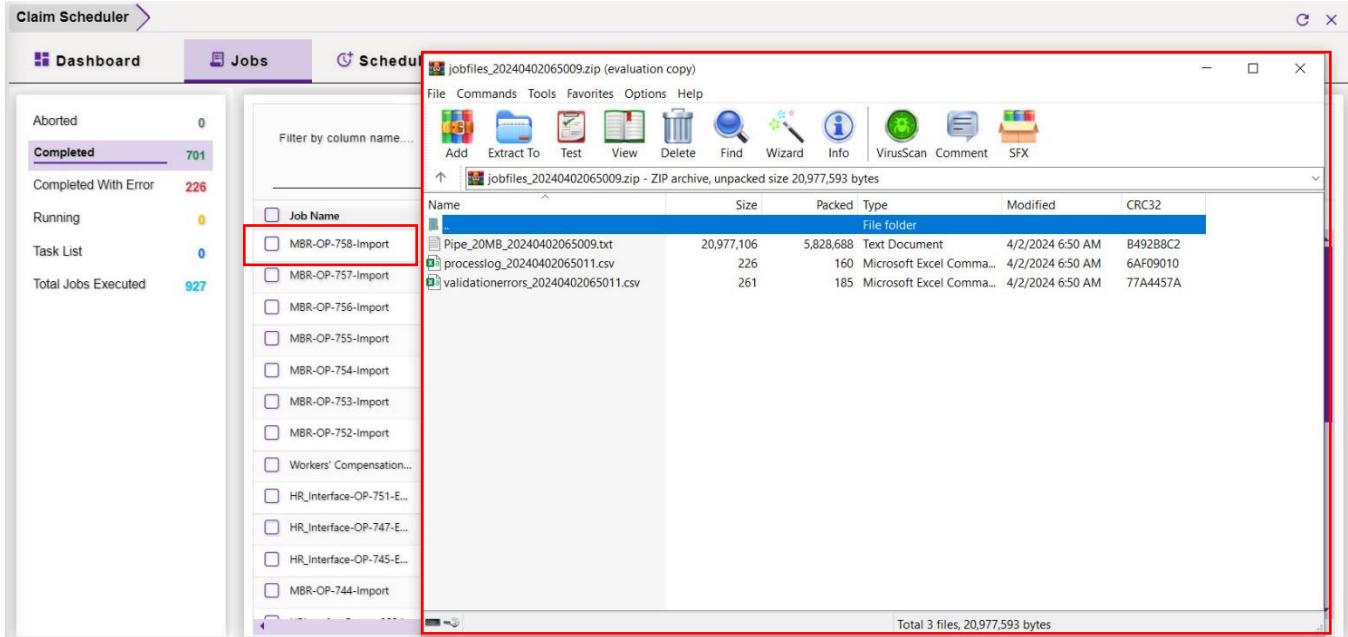 Claim Scheduler
Dashboard
Jobs
Schedul
Aborted 0
Completed 701
Completed With Error 226
Running 0
Task List 0
Total Jobs Executed 927
Filter by column name....
Job Name
MBR-OP-758-Import
MBR-OP-757-Import
MBR-OP-756-Import
MBR-OP-755-Import
MBR-OP-754-Import
MBR-OP-753-Import
MBR-OP-752-Import
Workers' Compensation...
HR_Interface-OP-751-E...
HR_Interface-OP-747-E...
HR_Interface-OP-745-E...
MBR-OP-744-Import
jobfiles_20240402065009.zip (evaluation copy)
File Commands Tools Favorites Options Help
Add Extract To Test View Delete Find Wizard Info VirusScan Comment SFX
jobfiles_20240402065009.zip - ZIP archive, unpacked size 20,977,593 bytes
Name Size Packed Type Modified CRC32
.. File folder
Pipe_20MB_20240402065009.txt 20,977,106 5,828,688 Text Document 4/2/2024 6:50 AM B492B8C2
processlog_20240402065011.csv 226 160 Microsoft Excel Comma... 4/2/2024 6:50 AM 6AF09010
validationerrors_20240402065011.csv 261 185 Microsoft Excel Comma... 4/2/2024 6:50 AM 77A4457A
Total 3 files, 20,977,593 bytes